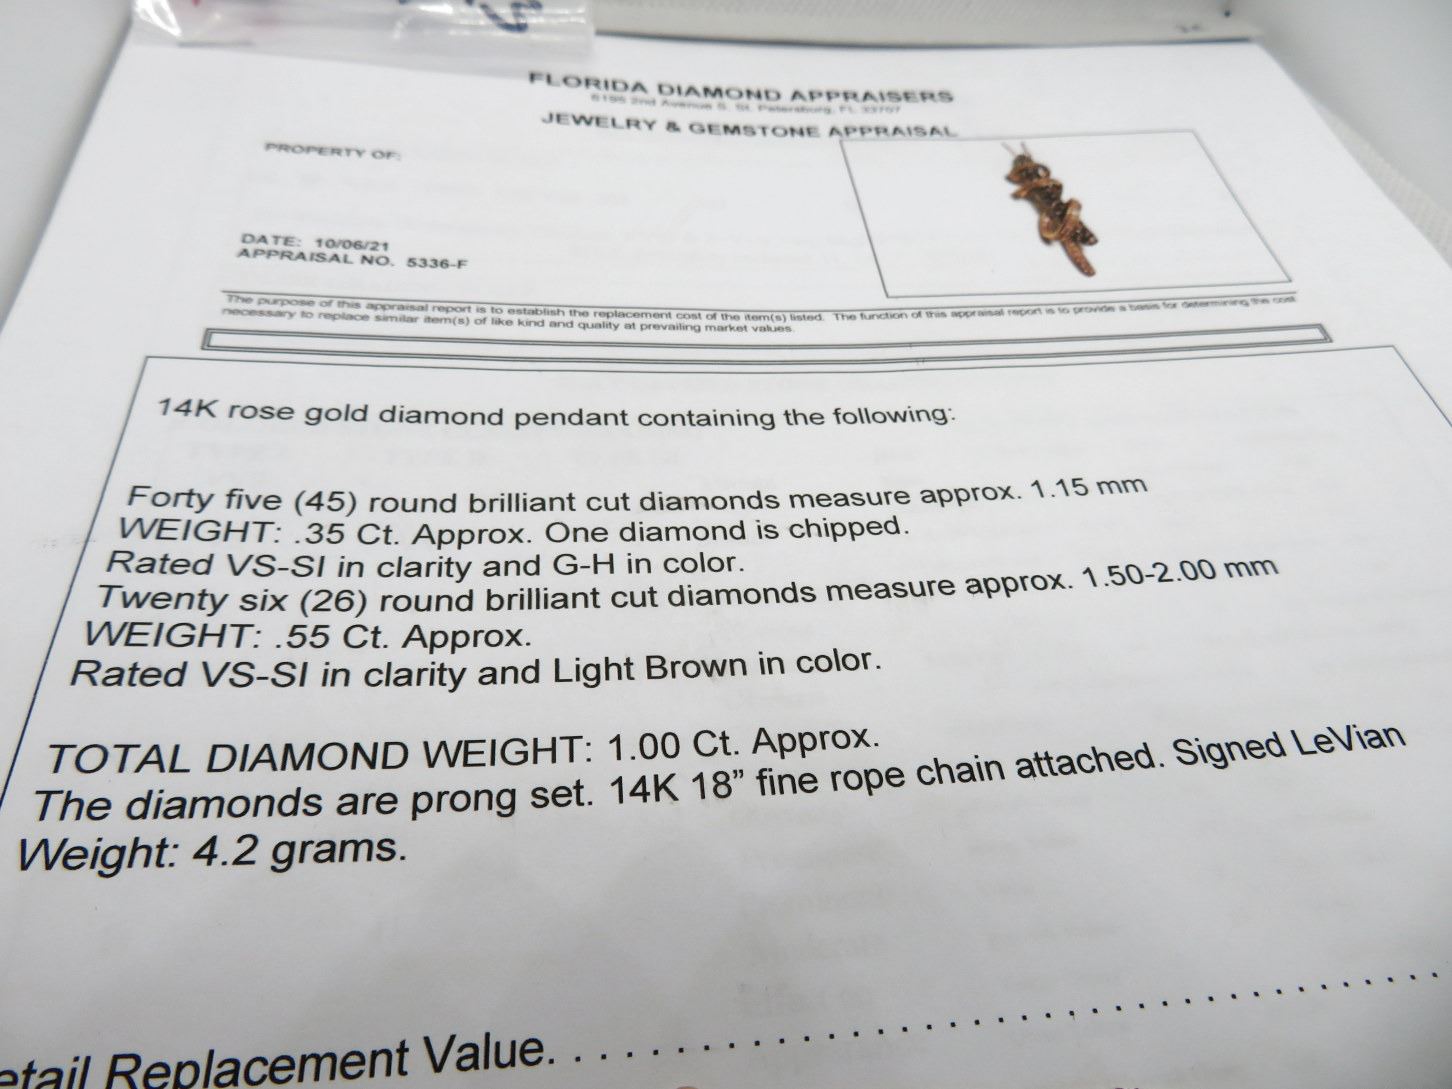 FLORIDA DIAMOND APPRAISERS
6195 2nd Avenue S. St. Petersburg, FL 33707
JEWELRY & GEMSTONE APPRAISAL
PROPERTY OF:
DATE: 10/06/21
APPRAISAL NO. 5336-F
The purpose of this appraisal report is to establish the replacement cost of the item(s) listed. The function of this appraisal report is to provide a basis for determining the cost
necessary to replace similar item(s) of like kind and quality at prevailing market values.
14K rose gold diamond pendant containing the following:
Forty five (45) round brilliant cut diamonds measure approx. 1.15 mm
WEIGHT: .35 Ct. Approx. One diamond is chipped.
Rated VS-SI in clarity and G-H in color.
Twenty six (26) round brilliant cut diamonds measure approx. 1.50-2.00 mm
WEIGHT: .55 Ct. Approx.
Rated VS-SI in clarity and Light Brown in color.
TOTAL DIAMOND WEIGHT: 1.00 Ct. Approx.
The diamonds are prong set. 14K 18” fine rope chain attached. Signed LeVian
Weight: 4.2 grams.
etail Replacement Value. . . . . . . . . . . . . . . . . . . . . . . . . . . . . . . . . . .